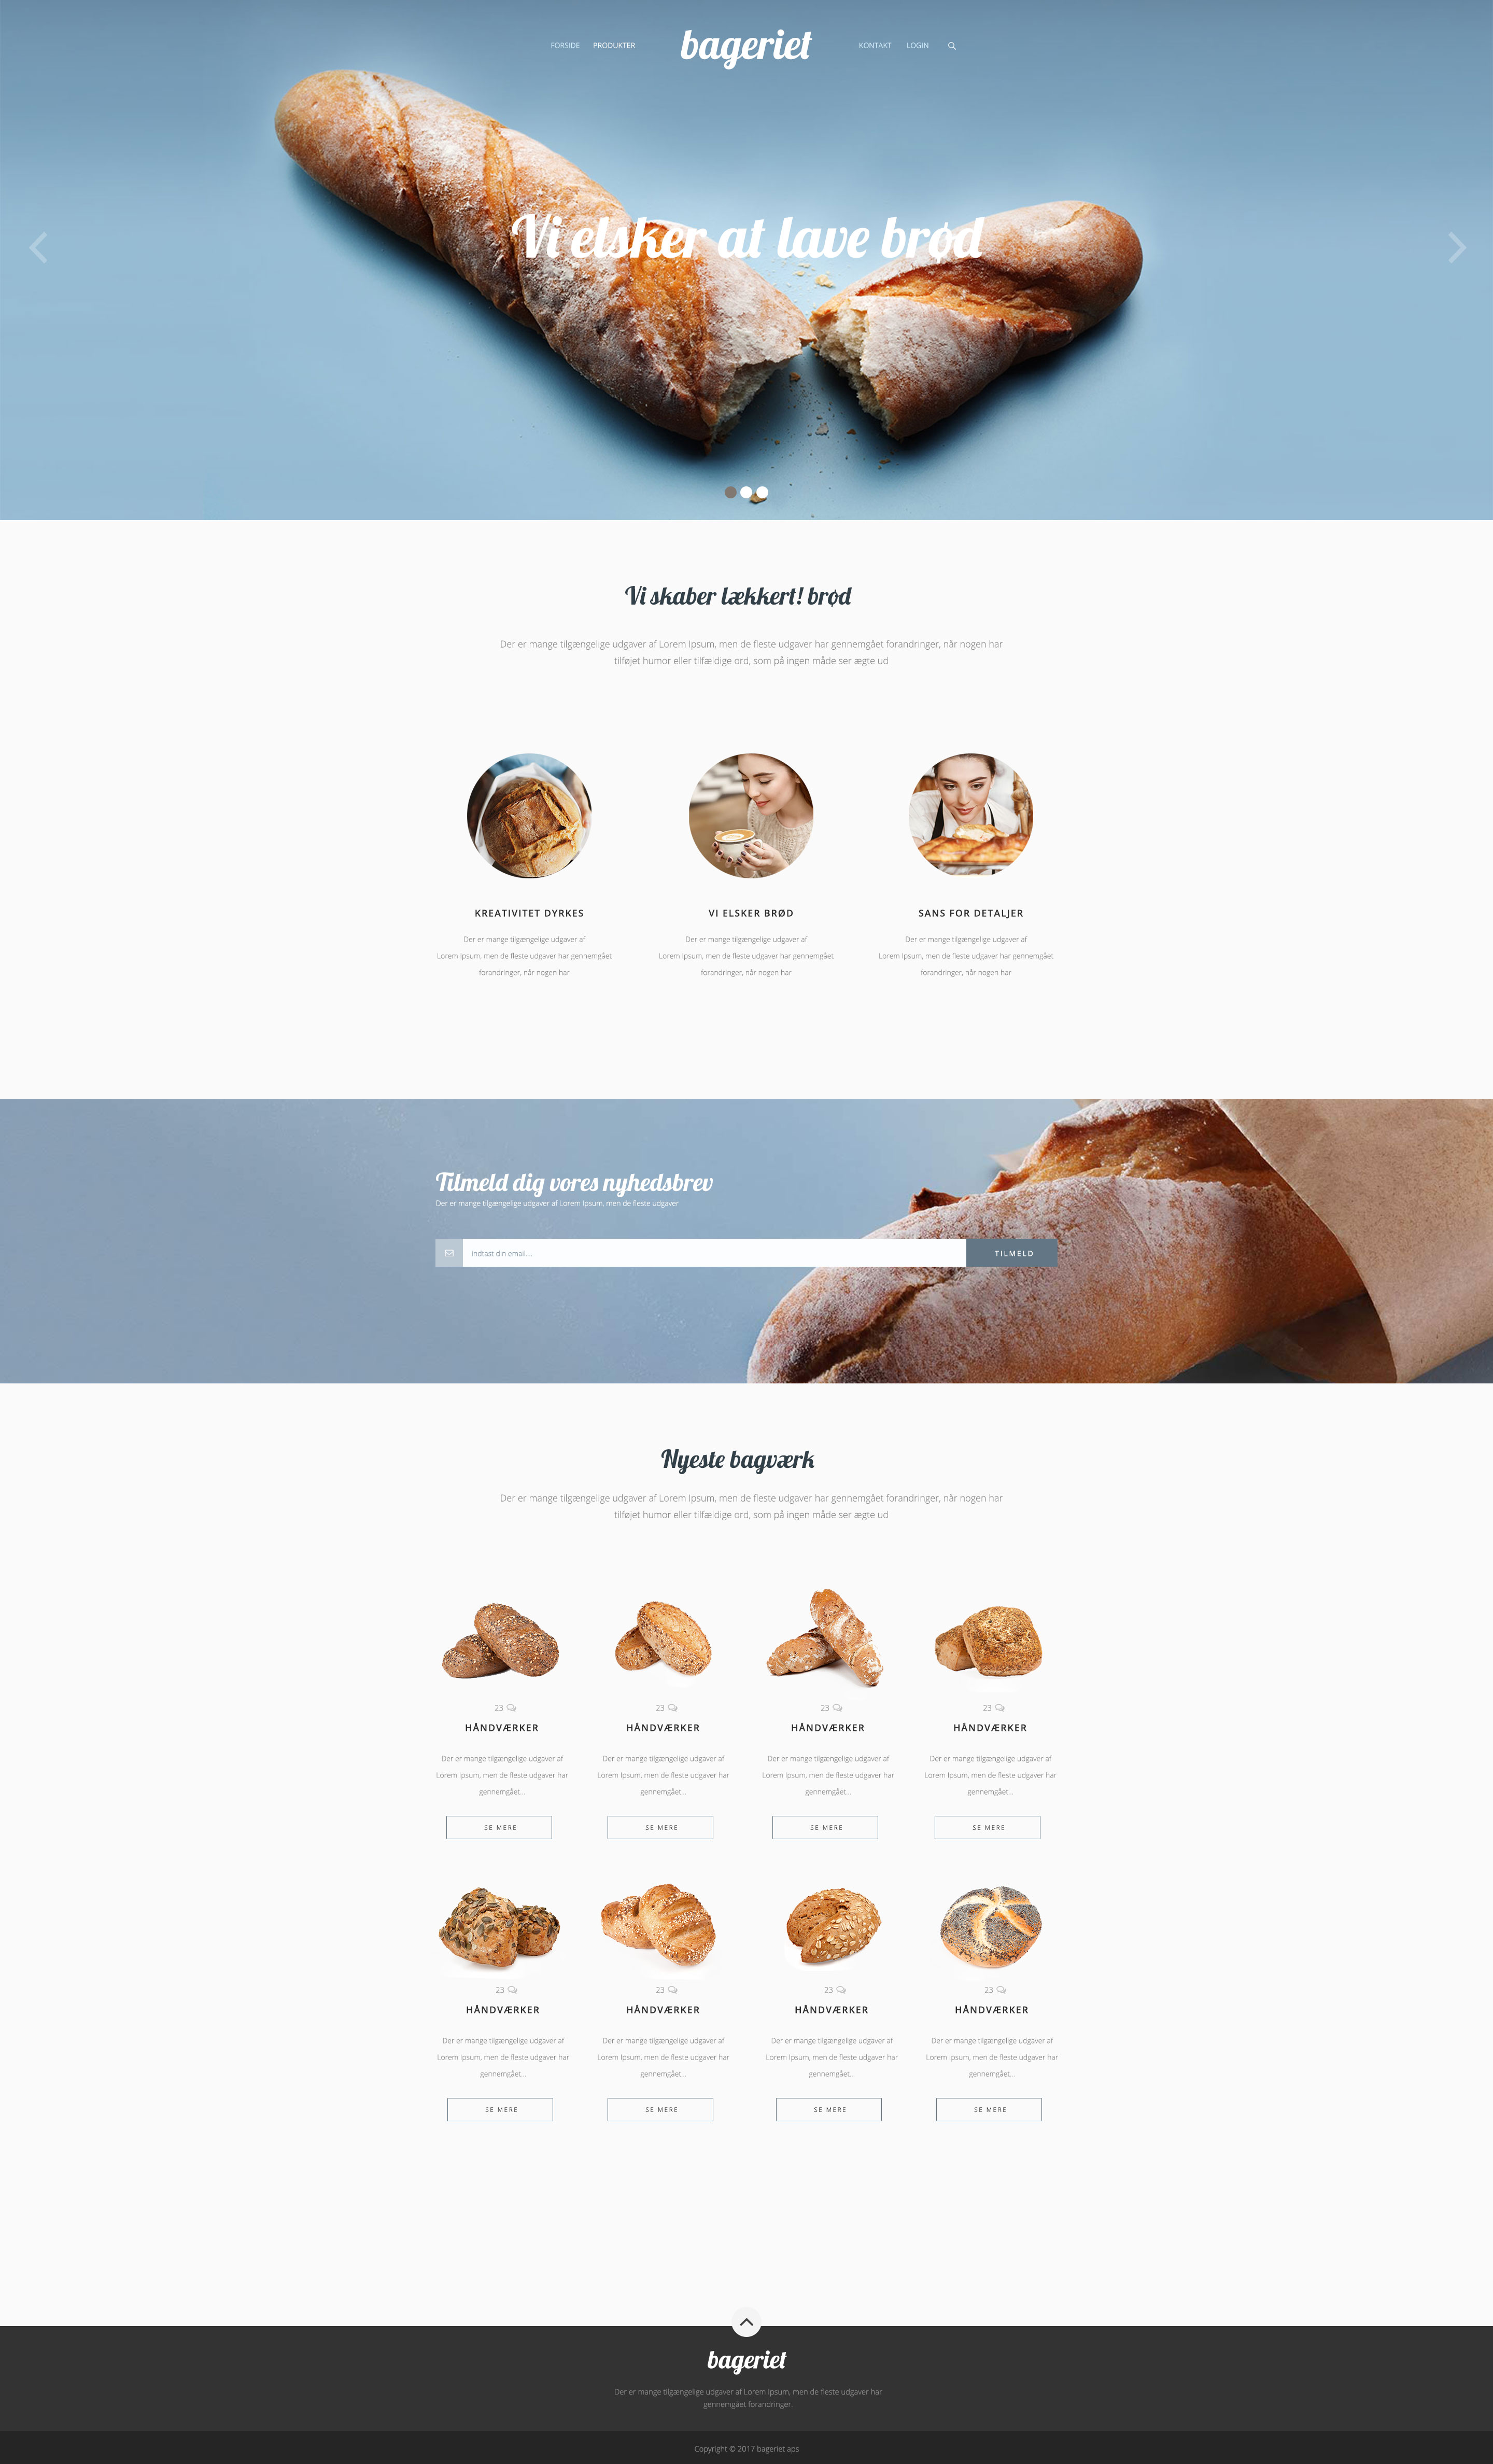 FORSIDE PRODUKTER bageriet KONTAKT LOGIN
Vi elsker at lave brød
Vi skaber lækkert! brød
Der er mange tilgængelige udgaver af Lorem Ipsum, men de fleste udgaver har gennemgået forandringer, når nogen har
tilføjet humor eller tilfældige ord, som på ingen måde ser ægte ud
KREATIVITET DYRKES
Der er mange tilgængelige udgaver af
Lorem Ipsum, men de fleste udgaver har gennemgået
forandringer, når nogen har
VI ELSKER BRØD
Der er mange tilgængelige udgaver af
Lorem Ipsum, men de fleste udgaver har gennemgået
forandringer, når nogen har
SANS FOR DETALJER
Der er mange tilgængelige udgaver af
Lorem Ipsum, men de fleste udgaver har gennemgået
forandringer, når nogen har
Tilmeld dig vores nyhedsbrev
Der er mange tilgængelige udgaver af Lorem Ipsum, men de fleste udgaver
indtast din email....
TILMELD
Nyeste bagværk
Der er mange tilgængelige udgaver af Lorem Ipsum, men de fleste udgaver har gennemgået forandringer, når nogen har
tilføjet humor eller tilfældige ord, som på ingen måde ser ægte ud
23
HÅNDVÆRKER
Der er mange tilgængelige udgaver af
Lorem Ipsum, men de fleste udgaver har
gennemgået...
SE MERE
23
HÅNDVÆRKER
Der er mange tilgængelige udgaver af
Lorem Ipsum, men de fleste udgaver har
gennemgået...
SE MERE
23
HÅNDVÆRKER
Der er mange tilgængelige udgaver af
Lorem Ipsum, men de fleste udgaver har
gennemgået...
SE MERE
23
HÅNDVÆRKER
Der er mange tilgængelige udgaver af
Lorem Ipsum, men de fleste udgaver har
gennemgået...
SE MERE
23
HÅNDVÆRKER
Der er mange tilgængelige udgaver af
Lorem Ipsum, men de fleste udgaver har
gennemgået...
SE MERE
23
HÅNDVÆRKER
Der er mange tilgængelige udgaver af
Lorem Ipsum, men de fleste udgaver har
gennemgået...
SE MERE
23
HÅNDVÆRKER
Der er mange tilgængelige udgaver af
Lorem Ipsum, men de fleste udgaver har
gennemgået...
SE MERE
23
HÅNDVÆRKER
Der er mange tilgængelige udgaver af
Lorem Ipsum, men de fleste udgaver har
gennemgået...
SE MERE
bageriet
Der er mange tilgængelige udgaver af Lorem Ipsum, men de fleste udgaver har
gennemgået forandringer.
Copyright © 2017 bageriet aps